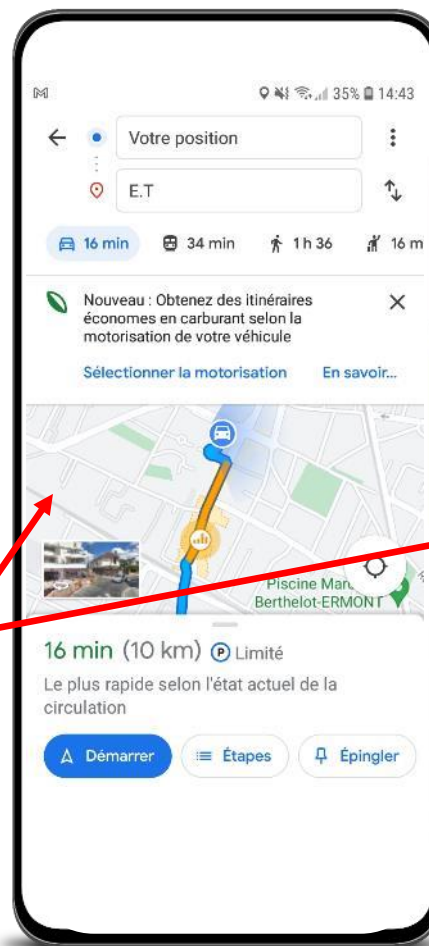 35% 14:43
Votre position
E.T
16 min 34 min 1 h 36 16 m
Nouveau : Obtenez des itinéraires
économes en carburant selon la
motorisation de votre véhicule
Sélectionner la motorisation En savoir...
Piscine Marc
Berthelot-ERMONT
16 min (10 km) P Limité
Le plus rapide selon l'état actuel de la
circulation
Démarrer Étapes Épingler